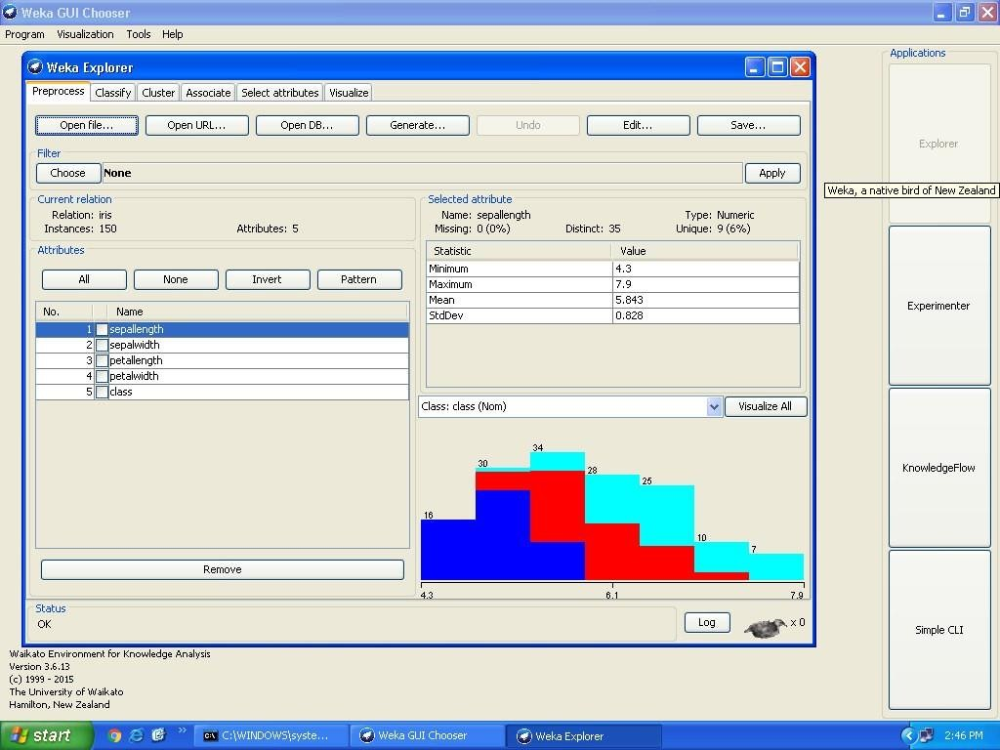 Weka GUI Chooser
Program Visualization Tools Help
Applications
Weka Explorer
Preprocess Classify Cluster Associate Select attributes Visualize
Open file... Open URL... Open DB... Generate... Undo Edit... Save...
Filter
Choose None Apply
Explorer
Weka, a native bird of New Zealand
Current relation
Relation: iris
Instances: 150 Attributes: 5
Selected attribute
Name: sepallength Type: Numeric
Missing: 0 (0%) Distinct: 35 Unique: 9 (6%)
Attributes
All None Invert Pattern
No. Name
1 sepallength
2 sepalwidth
3 petallength
4 petalwidth
5 class
Remove
Statistic Value
Minimum 4.3
Maximum 7.9
Mean 5.843
StdDev 0.828
Class: class (Nom) Visualize All
16 30 34 28 25 10 7
4.3 6.1 7.9
Experimenter
KnowledgeFlow
Simple CLI
Status
OK
Log x 0
Waikato Environment for Knowledge Analysis
Version 3.6.13
(c) 1999 - 2015
The University of Waikato
Hamilton, New Zealand
start C:\WINDOWS\syste... Weka GUI Chooser Weka Explorer 2:46 PM